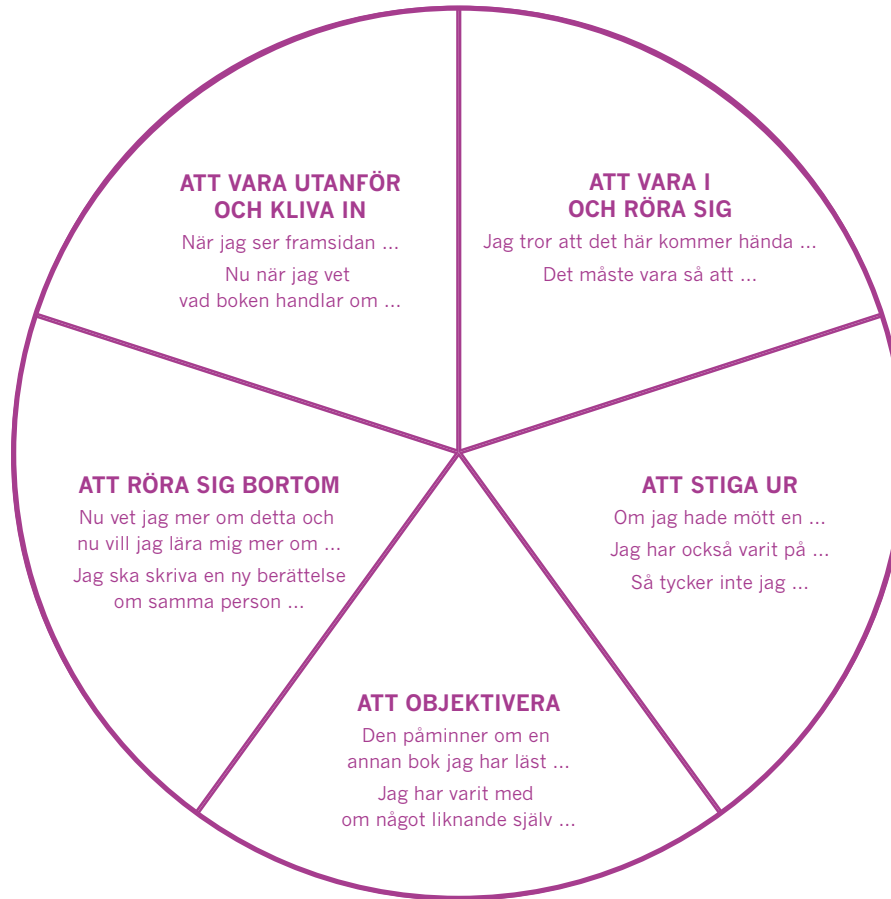 ATT VARA UTANFÖR
OCH KLIVA IN
När jag ser framsidan ...
Nu när jag vet
vad boken handlar om ...
ATT VARA I
OCH RÖRA SIG
Jag tror att det här kommer hända ...
Det måste vara så att ...
ATT STIGA UR
Om jag hade mött en ...
Jag har också varit på ...
Så tycker inte jag ...
ATT OBJEKTIVERA
Den påminner om en
annan bok jag har läst ...
Jag har varit med
om något liknande själv ...
ATT RÖRA SIG BORTOM
Nu vet jag mer om detta och
nu vill jag lära mig mer om ...
Jag ska skriva en ny berättelse
om samma person ...